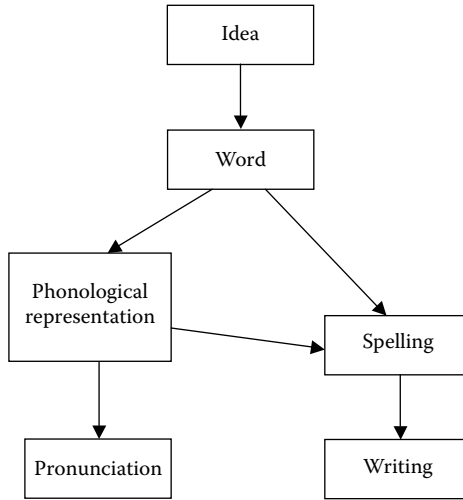 Idea
Word
Phonological
representation
Spelling
Pronunciation
Writing